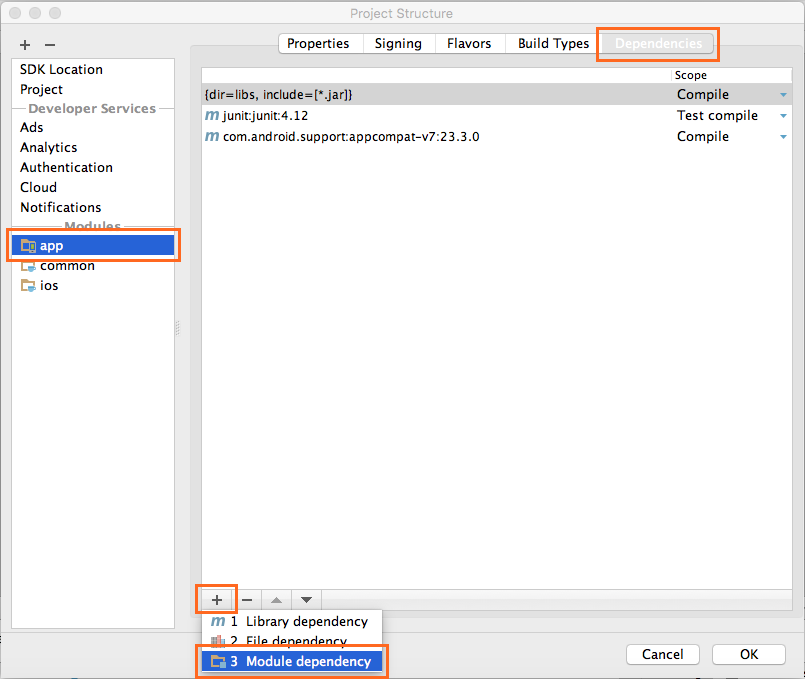 Project Structure
Properties Signing Flavors Build Types Dependencies
SDK Location
Project
Developer Services
Ads
Analytics
Authentication
Cloud
Notifications
Modules
app
common
ios
Scope
{dir=libs, include=[*.jar]} Compile
m junit:junit:4.12 Test compile
m com.android.support:appcompat-v7:23.3.0 Compile
m 1 Library dependency
2 File dependency
3 Module dependency
Cancel OK